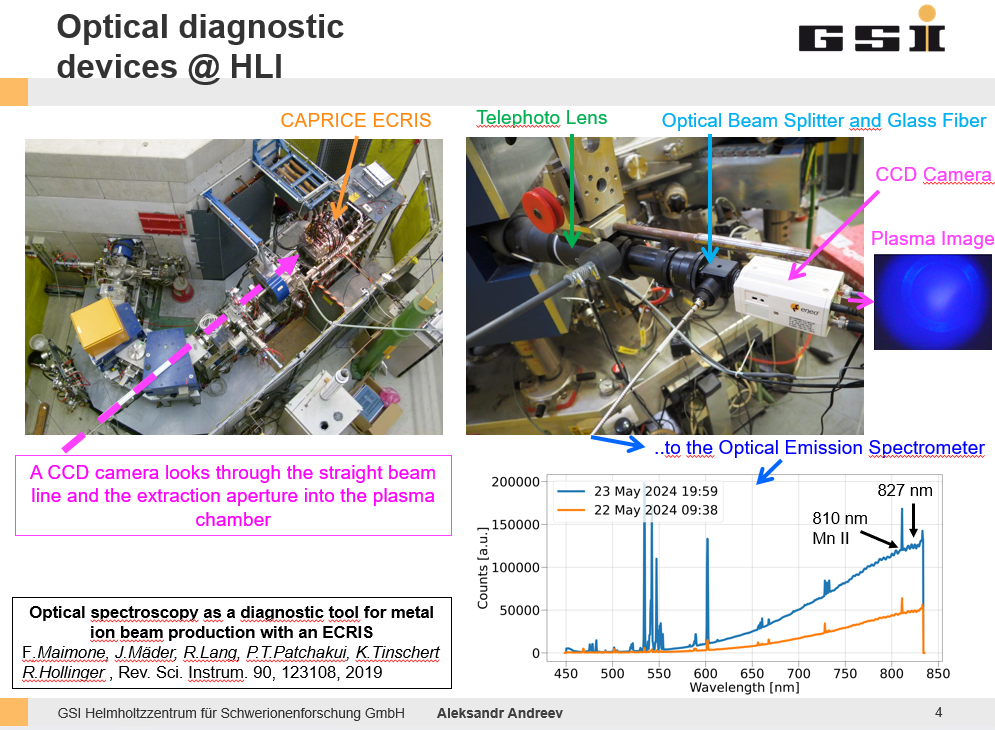 Optical diagnostic
devices @ HLI
GSI
CAPRICE ECRIS
Telephoto Lens
Optical Beam Splitter and Glass Fiber
CCD Camera
Plasma Image
eneo
..to the Optical Emission Spectrometer
A CCD camera looks through the straight beam
line and the extraction aperture into the plasma
chamber
200000
150000
100000
50000
0
Counts [a.u.]
23 May 2024 19:59
22 May 2024 09:38
827 nm
810 nm
Mn II
450 500 550 600 650 700 750 800 850
Wavelength [nm]
Optical spectroscopy as a diagnostic tool for metal
ion beam production with an ECRIS
F.Maimone, J.Mäder, R.Lang, P.T.Patchakui, K.Tinschert
R.Hollinger , Rev. Sci. Instrum. 90, 123108, 2019
GSI Helmholtzzentrum für Schwerionenforschung GmbH Aleksandr Andreev 4